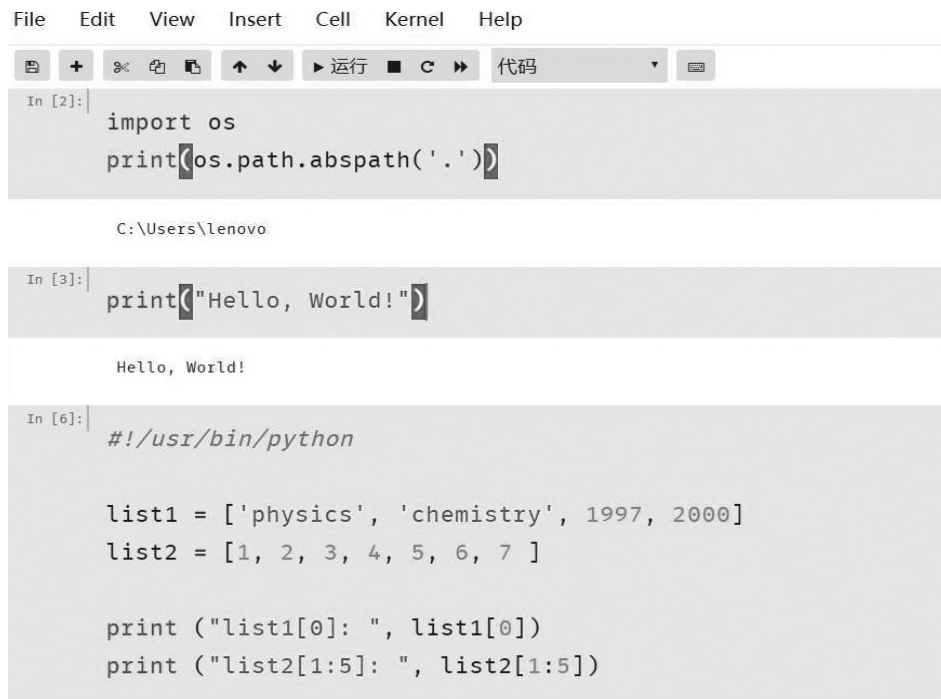 File Edit View Insert Cell Kernel Help
运行 代码
In [2]:
import os
print(os.path.abspath('.'))
C:\Users\lenovo
In [3]:
print("Hello, World!")
Hello, World!
In [6]:
#!/usr/bin/python
list1 = ['physics', 'chemistry', 1997, 2000]
list2 = [1, 2, 3, 4, 5, 6, 7 ]
print ("list1[0]: ", list1[0])
print ("list2[1:5]: ", list2[1:5])